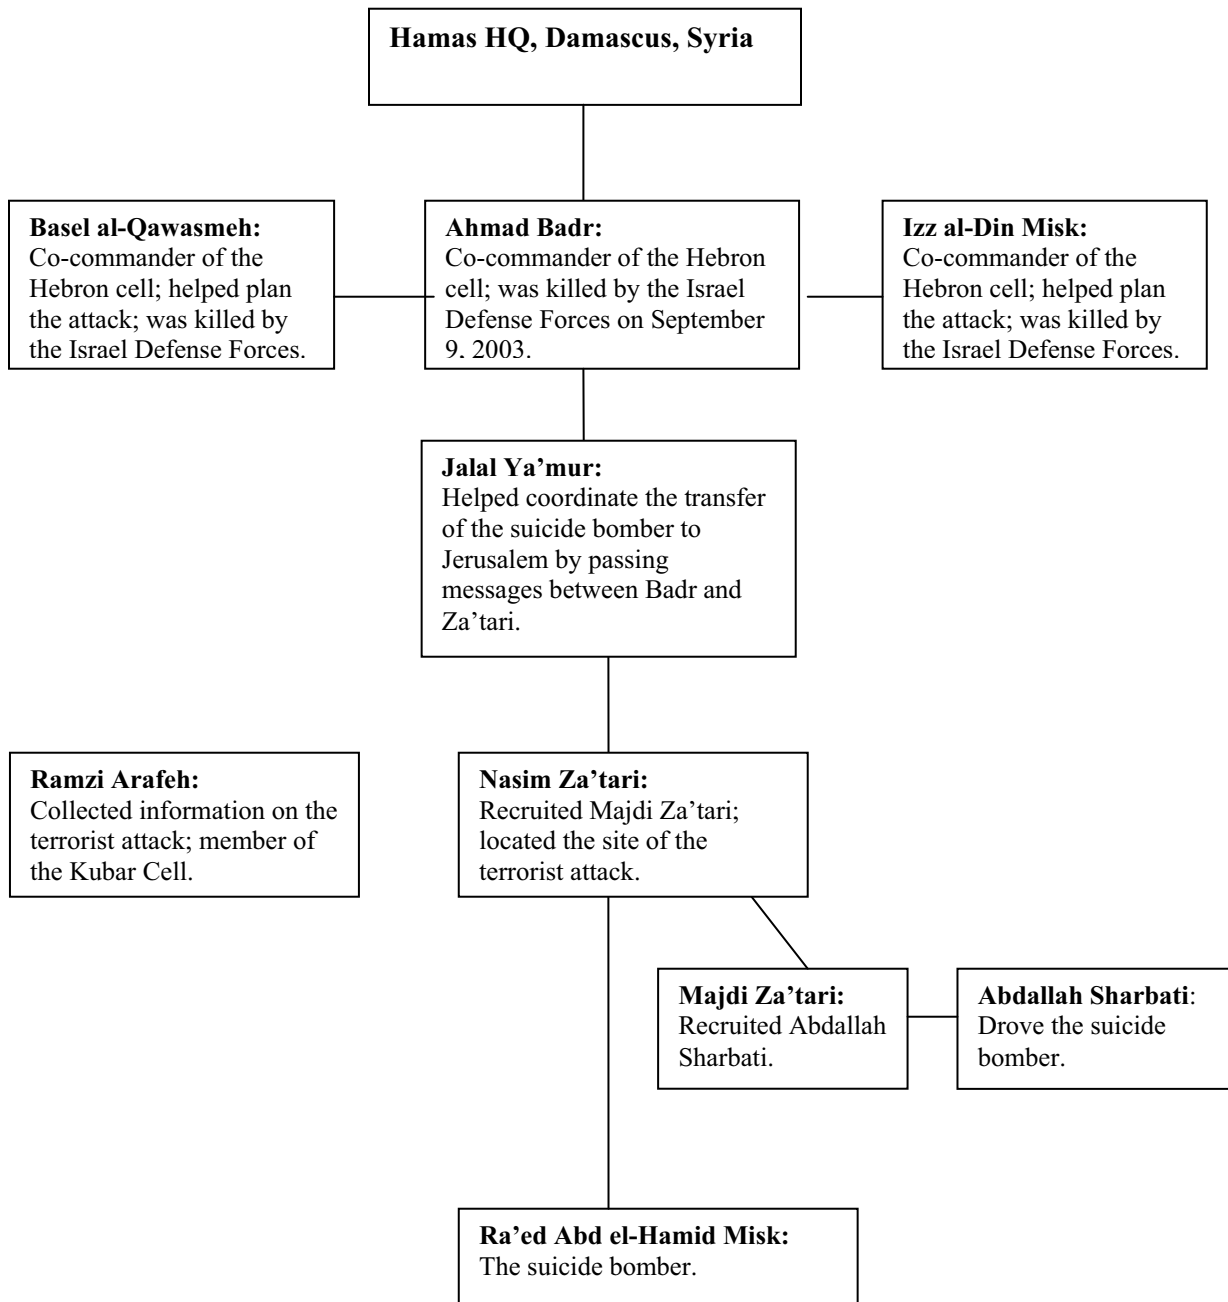 Hamas HQ, Damascus, Syria
Basel al-Qawasmeh:
Co-commander of the
Hebron cell; helped plan
the attack; was killed by
the Israel Defense Forces.
Ahmad Badr:
Co-commander of the Hebron
cell; was killed by the Israel
Defense Forces on September
9, 2003.
Izz al-Din Misk:
Co-commander of the
Hebron cell; helped plan
the attack; was killed by
the Israel Defense Forces.
Jalal Ya’mur:
Helped coordinate the transfer
of the suicide bomber to
Jerusalem by passing
messages between Badr and
Za’tari.
Ramzi Arafeh:
Collected information on the
terrorist attack; member of
the Kubar Cell.
Nasim Za’tari:
Recruited Majdi Za’tari;
located the site of the
terrorist attack.
Majdi Za’tari:
Recruited Abdallah
Sharbati.
Abdallah Sharbati:
Drove the suicide
bomber.
Ra’ed Abd el-Hamid Misk:
The suicide bomber.